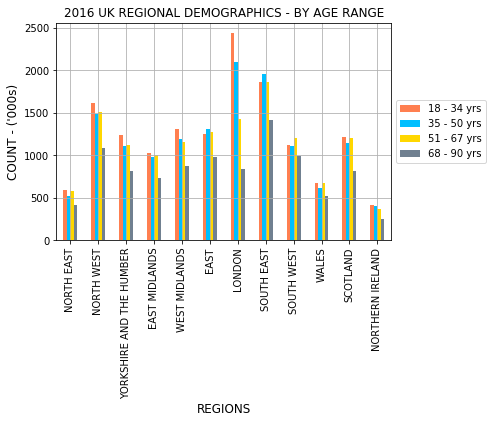 2016 UK REGIONAL DEMOGRAPHICS - BY AGE RANGE
2500
2000
1500
1000
500
0
COUNT - ('000s)
18 - 34 yrs
35 - 50 yrs
51 - 67 yrs
68 - 90 yrs
NORTH EAST
NORTH WEST
YORKSHIRE AND THE HUMBER
EAST MIDLANDS
WEST MIDLANDS
EAST
LONDON
SOUTH EAST
SOUTH WEST
WALES
SCOTLAND
NORTHERN IRELAND
REGIONS